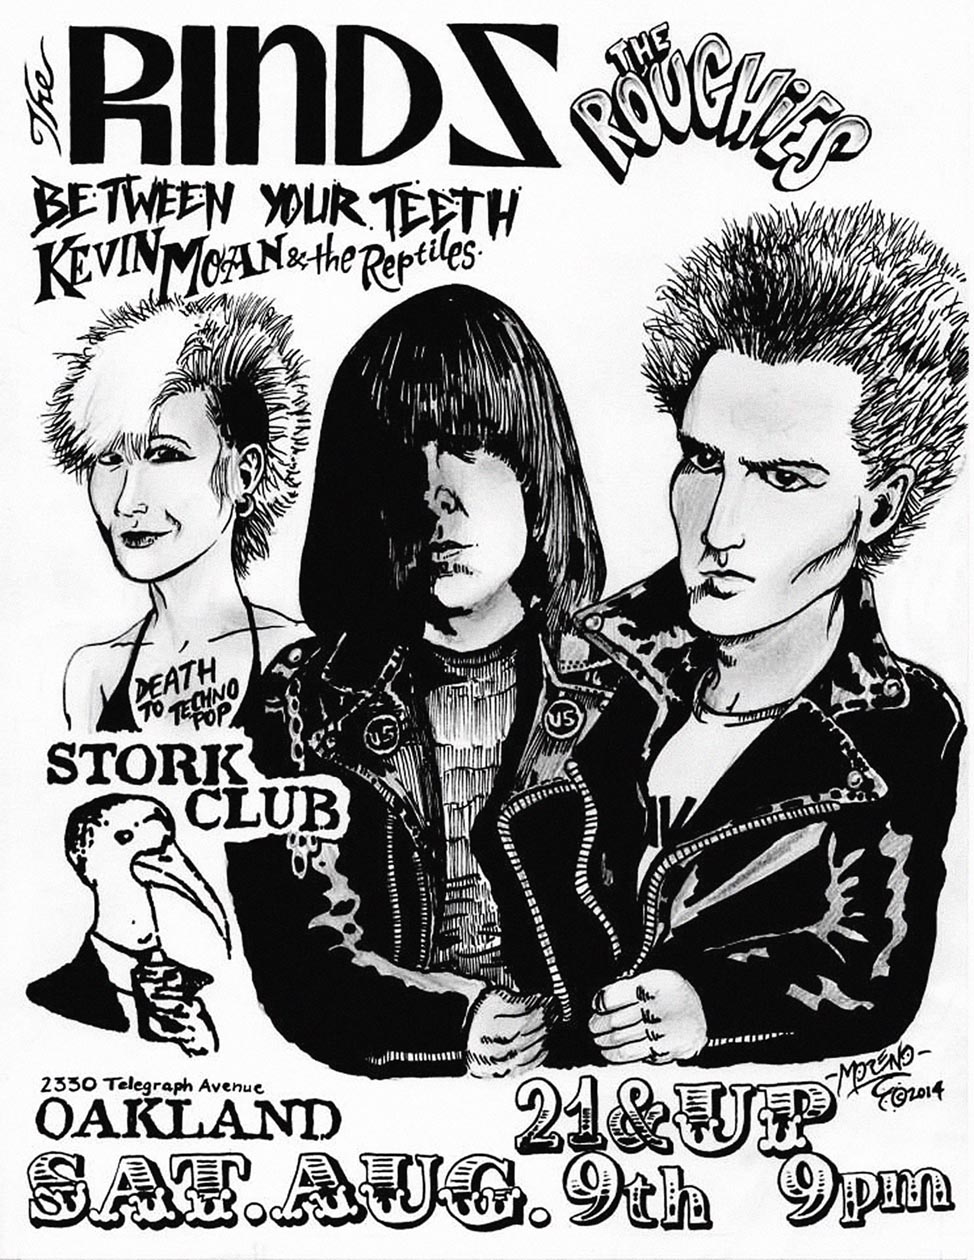 The RINDS
THE ROUGHiES
BETWEEN YOUR TEETH
KEVIN MOAN & the Reptiles.
DEATH
TO TECHNO
POP
US
US
STORK
CLUB
2330 Telegraph Avenue
OAKLAND
21 & UP
-MORENO-
©2014
SAT. AUG. 9th 9pm